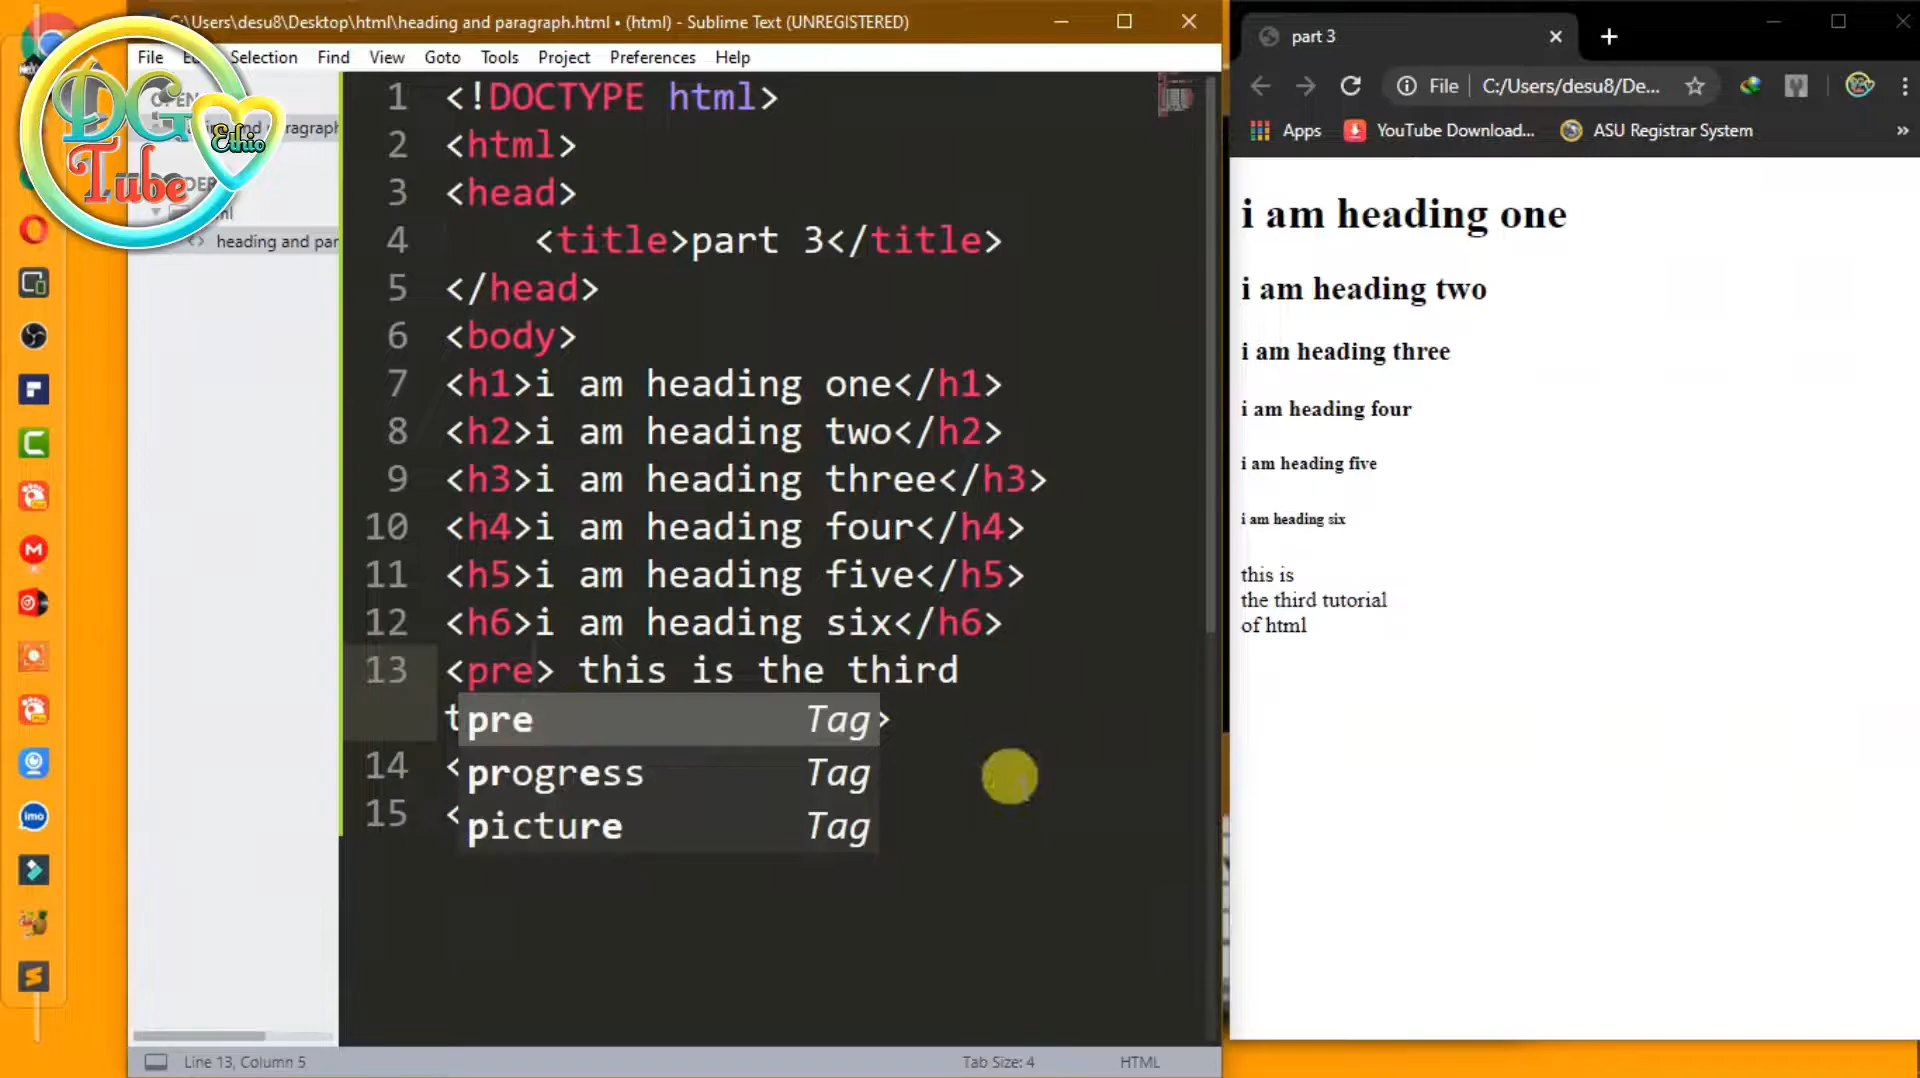 C:\Users\desu8\Desktop\html\heading and paragraph.html • (html) - Sublime Text (UNREGISTERED)
File Selection Find View Goto Tools Project Preferences Help
DG
Tube
Ethio
OPEN
and paragraph
heading and par
1 <!DOCTYPE html>
2 <html>
3 <head>
4 <title>part 3</title>
5 </head>
6 <body>
7 <h1>i am heading one</h1>
8 <h2>i am heading two</h2>
9 <h3>i am heading three</h3>
10 <h4>i am heading four</h4>
11 <h5>i am heading five</h5>
12 <h6>i am heading six</h6>
13 <pre> this is the third
t >
pre Tag
14 <
progress Tag
15 <
picture Tag
imo
Line 13, Column 5 Tab Size: 4 HTML
part 3
File C:/Users/desu8/De...
Apps YouTube Download... ASU Registrar System »
i am heading one
i am heading two
i am heading three
i am heading four
i am heading five
i am heading six
this is
the third tutorial
of html